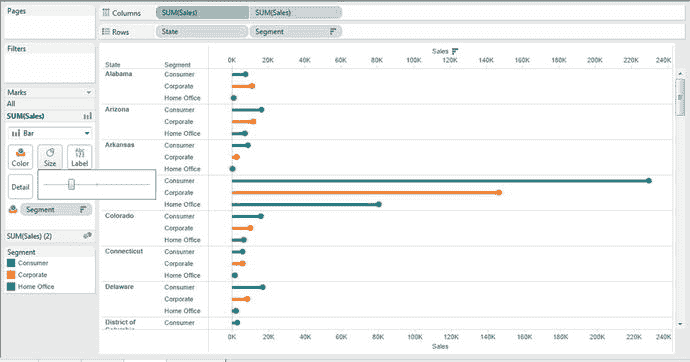 Pages
Columns SUM(Sales) SUM(Sales)
Rows State Segment
Filters
Sales
State Segment 0K 20K 40K 60K 80K 100K 120K 140K 160K 180K 200K 220K 240K
Alabama Consumer
Corporate
Home Office
Arizona Consumer
Corporate
Home Office
Arkansas Consumer
Corporate
Home Office
Consumer
Corporate
Home Office
Colorado Consumer
Corporate
Home Office
Connecticut Consumer
Corporate
Home Office
Delaware Consumer
Corporate
Home Office
District of Consumer
0K 20K 40K 60K 80K 100K 120K 140K 160K 180K 200K 220K 240K
Sales
Marks
All
SUM(Sales)
Bar
Abc
123
Color Size Label
Detail
Segment
SUM(Sales) (2)
Segment
Consumer
Corporate
Home Office